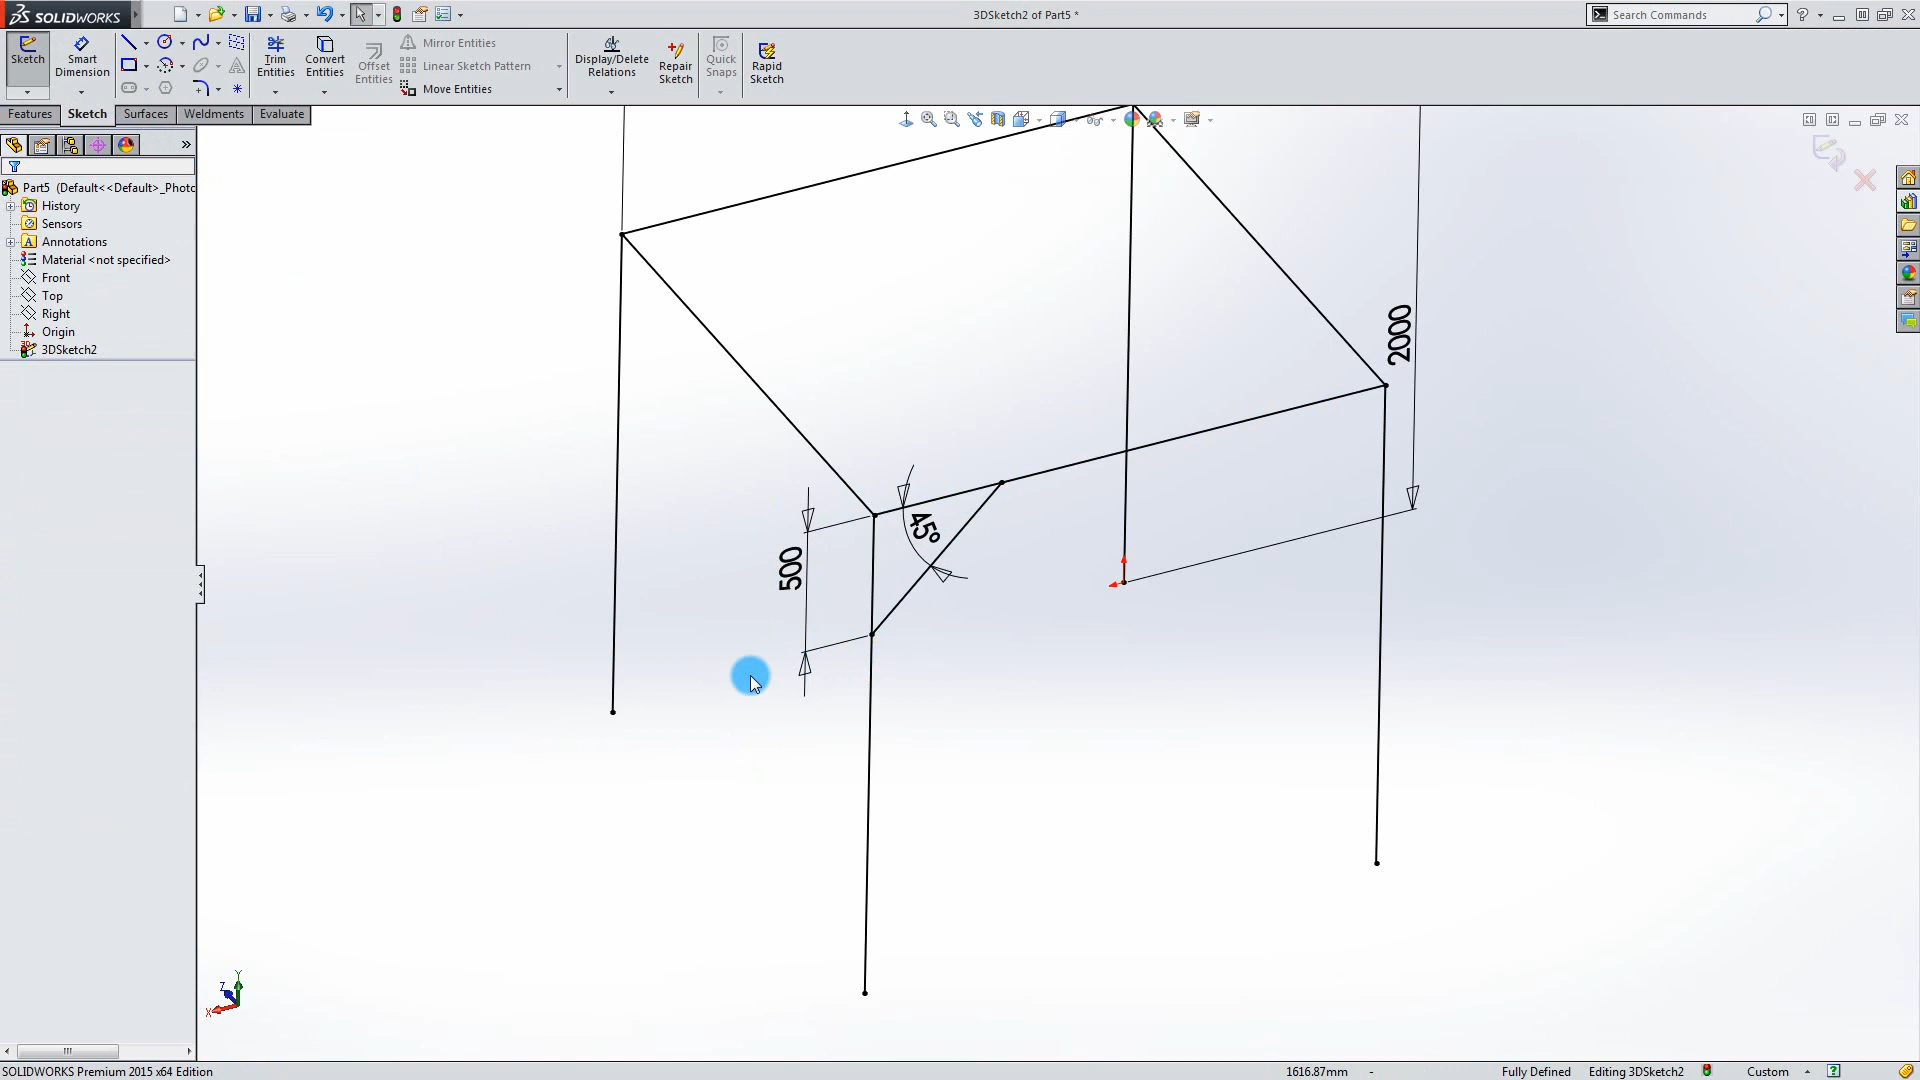 SOLIDWORKS
3DSketch2 of Part5 *
Search Commands
Sketch
Smart Dimension
Trim Entities
Convert Entities
Offset Entities
Mirror Entities
Linear Sketch Pattern
Move Entities
Display/Delete Relations
Repair Sketch
Quick Snaps
Rapid Sketch
Features
Sketch
Surfaces
Weldments
Evaluate
Part5 (Default<<Default>_Photo
History
Sensors
Annotations
Material <not specified>
Front
Top
Right
Origin
3DSketch2
2000
45°
500
Y
Z
X
SOLIDWORKS Premium 2015 x64 Edition
1616.87mm
-
Fully Defined
Editing 3DSketch2
Custom